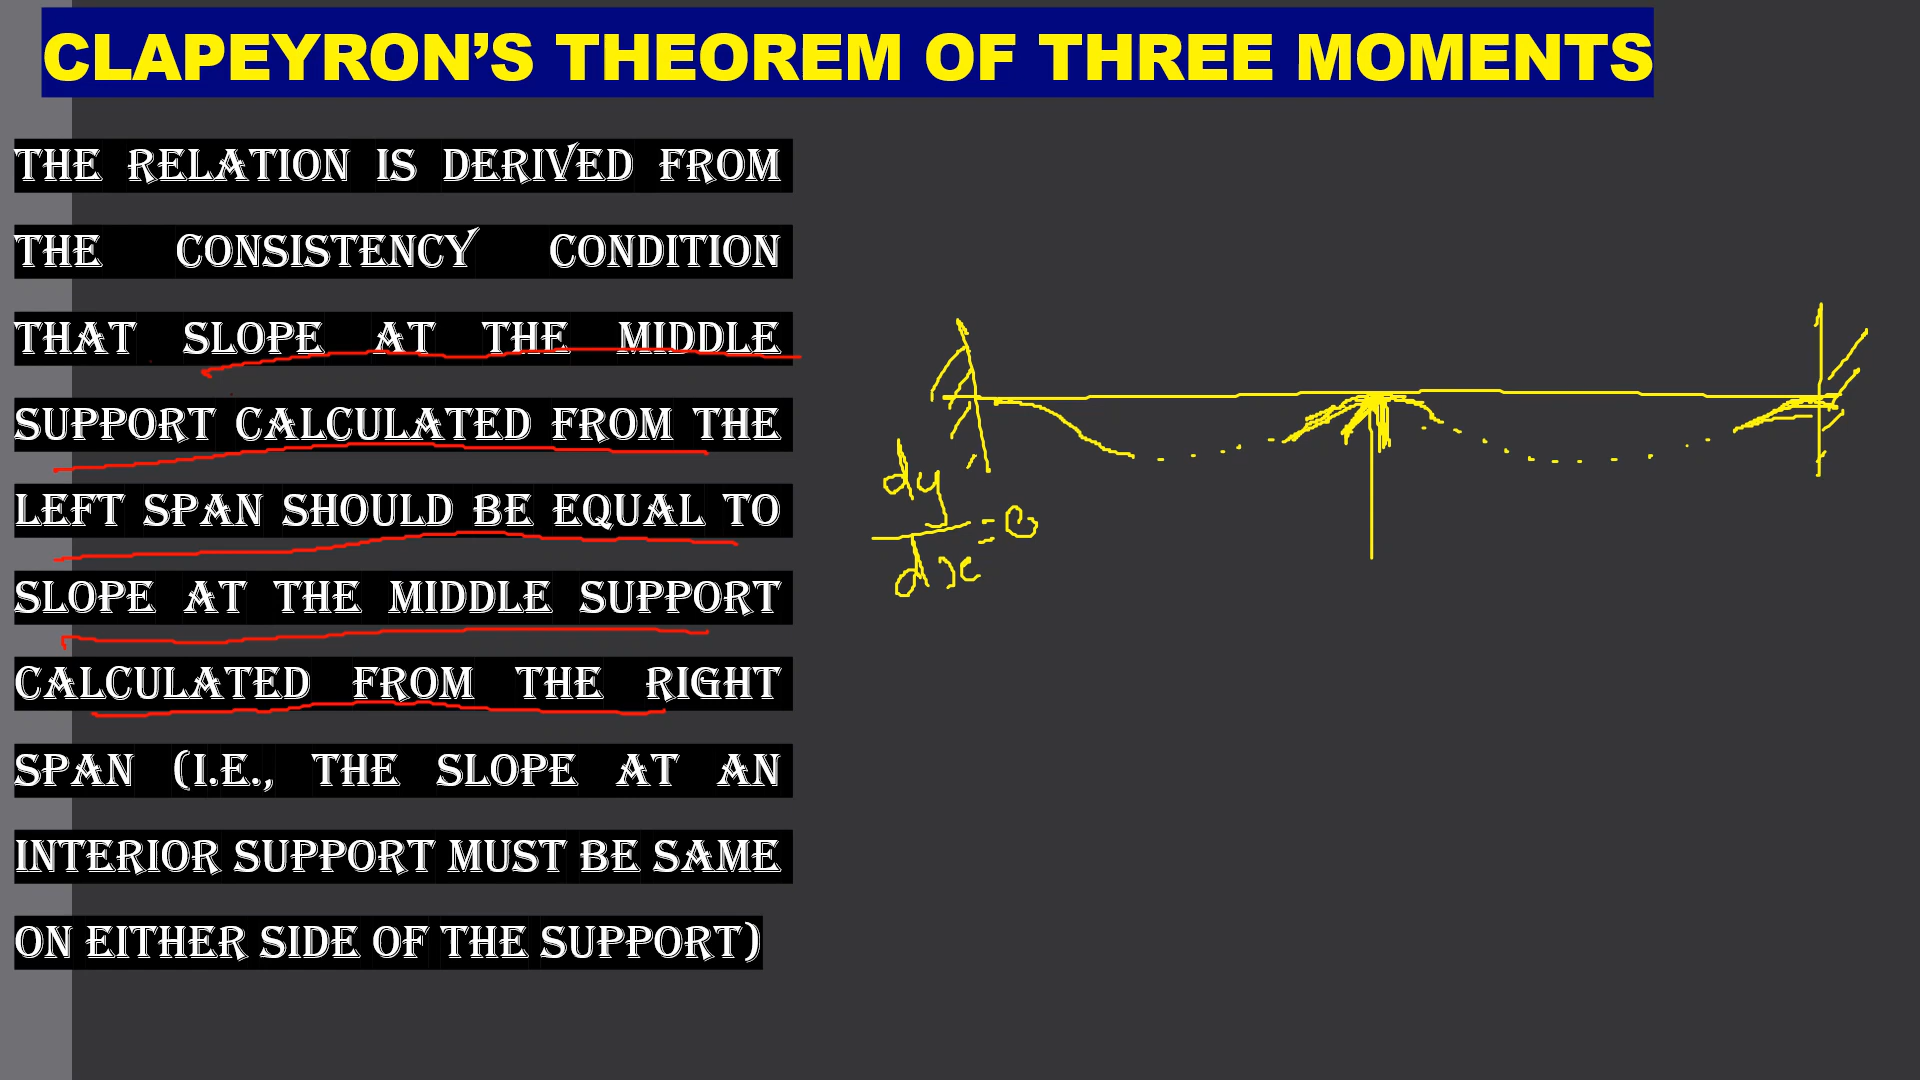 CLAPEYRON'S THEOREM OF THREE MOMENTS
THE RELATION IS DERIVED FROM
THE CONSISTENCY CONDITION
THAT SLOPE AT THE MIDDLE
SUPPORT CALCULATED FROM THE
LEFT SPAN SHOULD BE EQUAL TO
SLOPE AT THE MIDDLE SUPPORT
CALCULATED FROM THE RIGHT
SPAN (I.E., THE SLOPE AT AN
INTERIOR SUPPORT MUST BE SAME
ON EITHER SIDE OF THE SUPPORT)
dy
dx
=0